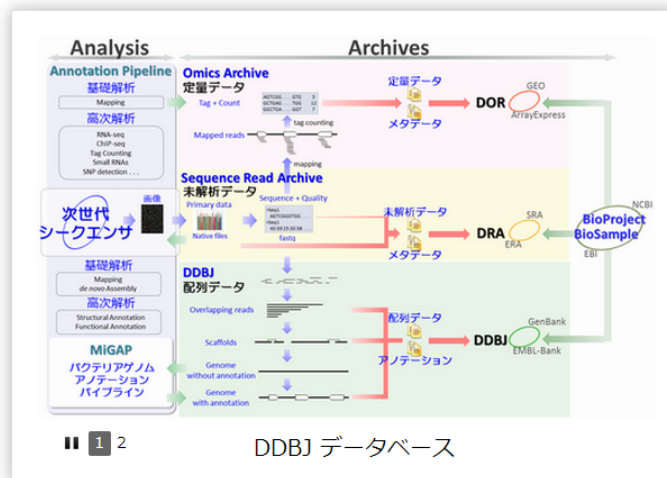 Analysis
Archives
Annotation Pipeline
基礎解析
Mapping
高次解析
RNA-seq
ChIP-seq
Tag Counting
Small RNAs
SNP detection . . .
Omics Archive
定量データ
Tag + Count
AGTCGG ...GTG 3
GCTGAG ...TGG 12
GGCTGA ...GGT 7
tag counting
Mapped reads
mapping
定量データ
メタデータ
DOR
GEO
ArrayExpress
次世代
シークエンサ
画像
Sequence Read Archive
未解析データ
Primary data
Native files
Sequence + Quality
fastq
未解析データ
メタデータ
DRA
SRA
ERA
NCBI
BioProject
BioSample
EBI
基礎解析
Mapping
de novo Assembly
高次解析
Structural Annotation
Functional Annotation
MiGAP
バクテリアゲノム
アノテーション
パイプライン
DDBJ
配列データ
Overlapping reads
Scaffolds
Genome
without annotation
Genome
with annotation
配列データ
アノテーション
DDBJ
GenBank
EMBL-Bank
1 2
DDBJ データベース